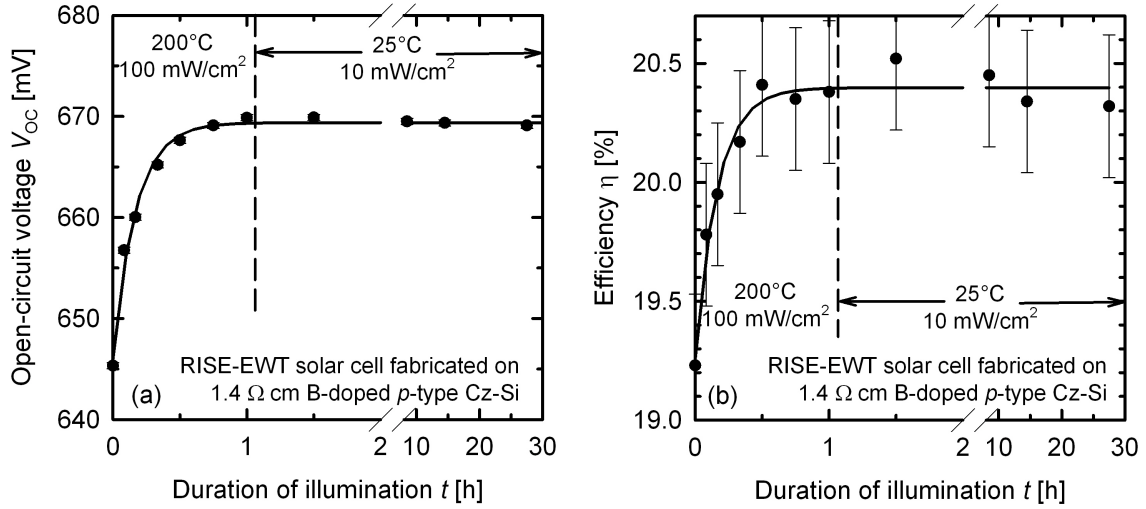 680
670
660
645
640
Open-circuit voltage VOC [mV]
200°C
100 mW/cm²
25°C
10 mW/cm²
(a)
RISE-EWT solar cell fabricated on
1.4 Ω cm B-doped p-type Cz-Si
0 1 2 10 20 30
Duration of illumination t [h]
20.5
20.0
19.5
19.0
Efficiency η [%]
200°C
100 mW/cm²
25°C
10 mW/cm²
RISE-EWT solar cell fabricated on
(b) 1.4 Ω cm B-doped p-type Cz-Si
0 1 2 10 20 30
Duration of illumination t [h]